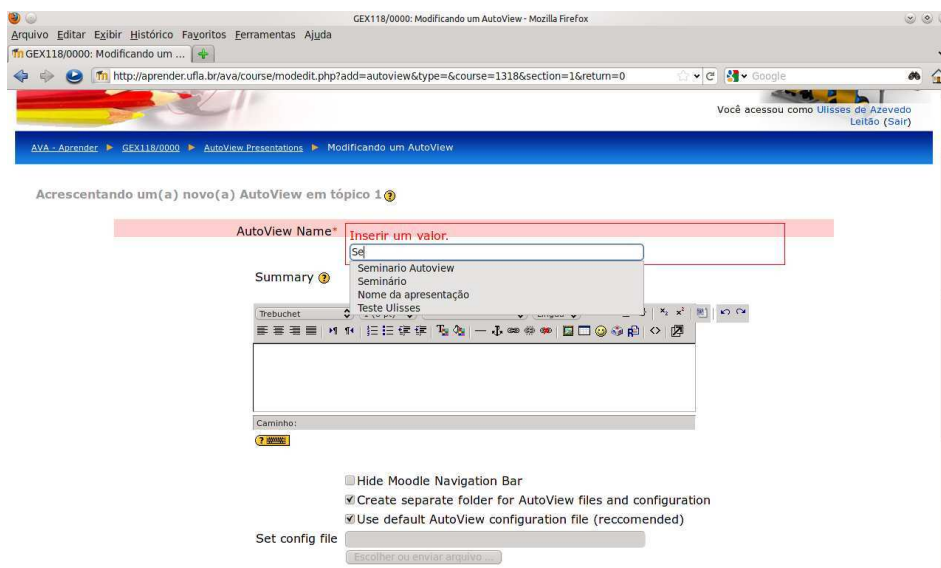 GEX118/0000: Modificando um AutoView - Mozilla Firefox
Arquivo Editar Exibir Histórico Favoritos Ferramentas Ajuda
GEX118/0000: Modificando um ...
http://aprender.ufla.br/ava/course/modedit.php?add=autoview&type=&course=1318&section=1&return=0
Google
Você acessou como Ulisses de Azevedo
Leitão (Sair)
AVA - Aprender ► GEX118/0000 ► AutoView Presentations ► Modificando um AutoView
Acrescentando um(a) novo(a) AutoView em tópico 1
AutoView Name*
Inserir um valor.
Se
Seminario Autoview
Summary
Seminário
Nome da apresentação
Teste Ulisses
Trebuchet
Caminho:
Hide Moodle Navigation Bar
Create separate folder for AutoView files and configuration
Use default AutoView configuration file (reccomended)
Set config file
Escolher ou enviar arquivo ...